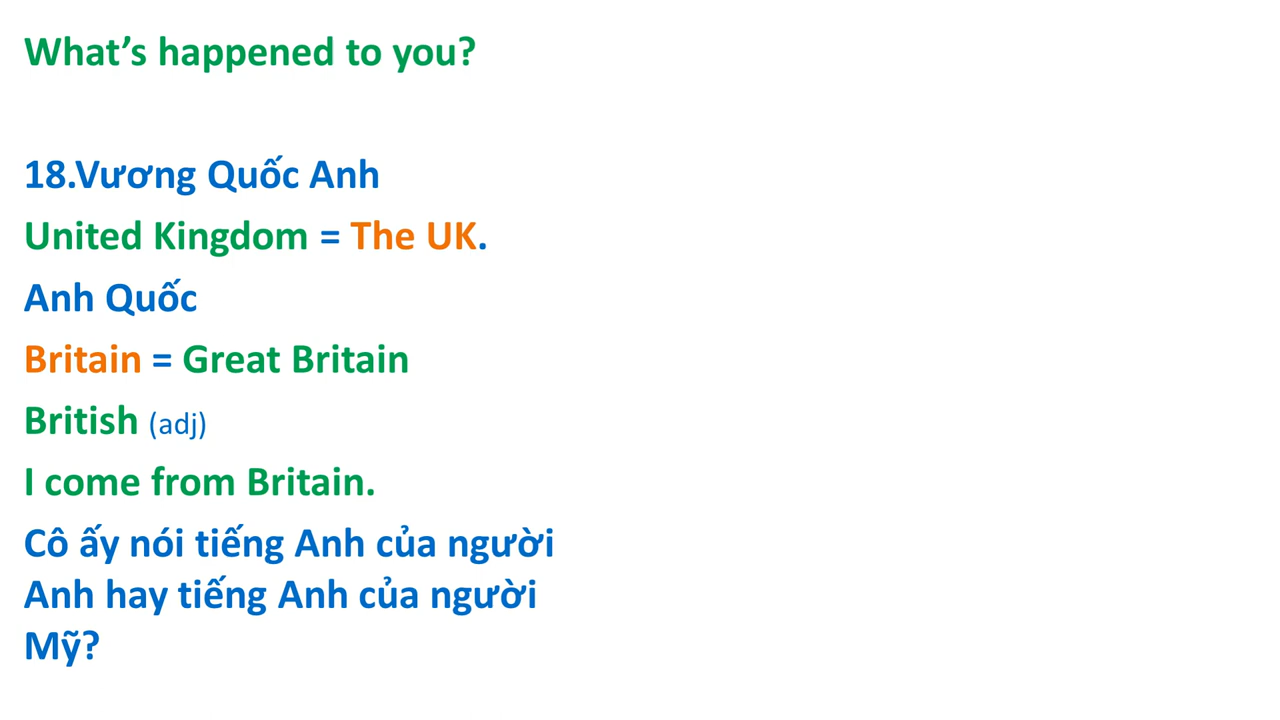 What’s happened to you?
18.Vương Quốc Anh
United Kingdom = The UK.
Anh Quốc
Britain = Great Britain
British (adj)
I come from Britain.
Cô ấy nói tiếng Anh của người
Anh hay tiếng Anh của người
Mỹ?